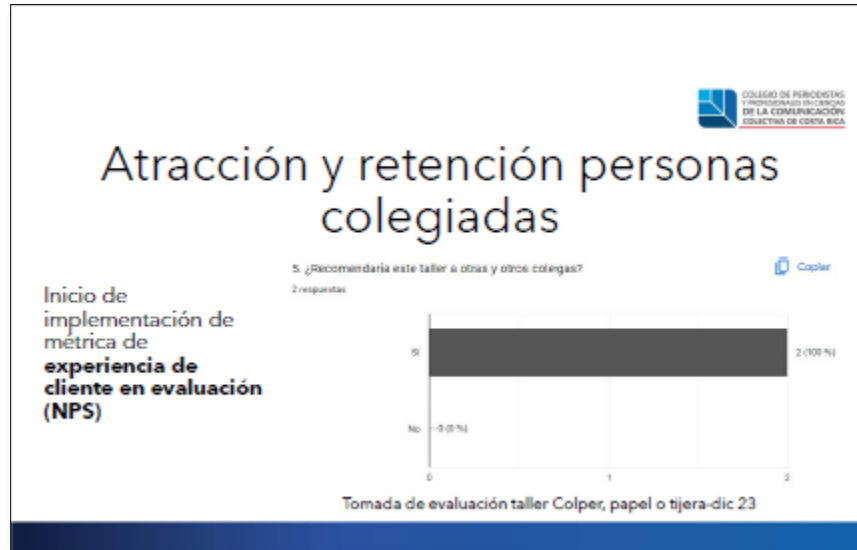 COLEGIO DE PERIODISTAS
Y PROFESIONALES EN CIENCIAS
DE LA COMUNICACIÓN
COLECTIVA DE COSTA RICA
Atracción y retención personas
colegiadas
Inicio de
implementación de
métrica de
experiencia de
cliente en evaluación
(NPS)
5. ¿Recomendaría este taller a otras y otros colegas?
Copiar
2 respuestas
Sí
2 (100 %)
No
0 (0 %)
0
1
2
Tomada de evaluación taller Colper, papel o tijera-dic 23